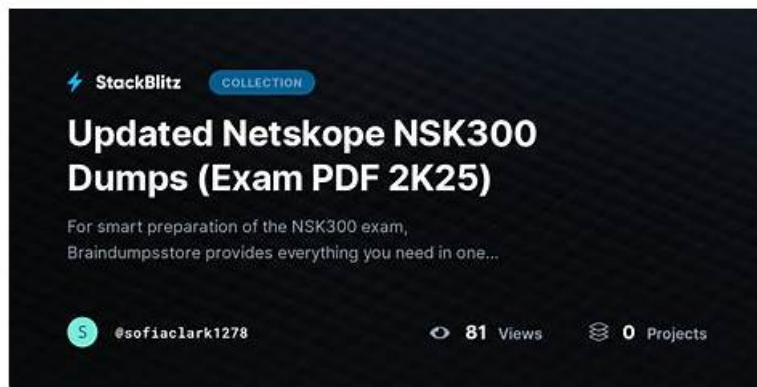 StackBlitz COLLECTION
Updated Netskope NSK300
Dumps (Exam PDF 2K25)
For smart preparation of the NSK300 exam,
Braindumpsstore provides everything you need in one...
S @sofiaclark1278 81 Views 0 Projects